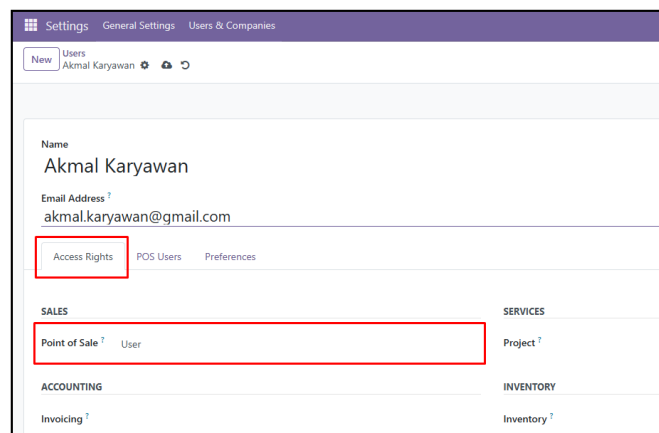 Settings General Settings Users & Companies
New Users
Akmal Karyawan
Name
Akmal Karyawan
Email Address ?
akmal.karyawan@gmail.com
Access Rights POS Users Preferences
SALES SERVICES
Point of Sale ? User Project ?
ACCOUNTING INVENTORY
Invoicing ? Inventory ?